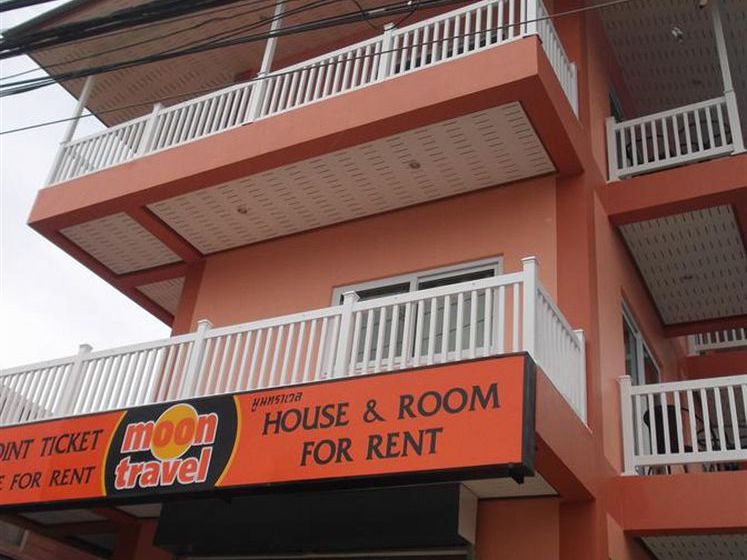 OINT TICKET
E FOR RENT
moon
travel
มูนทราเวล
HOUSE & ROOM
FOR RENT